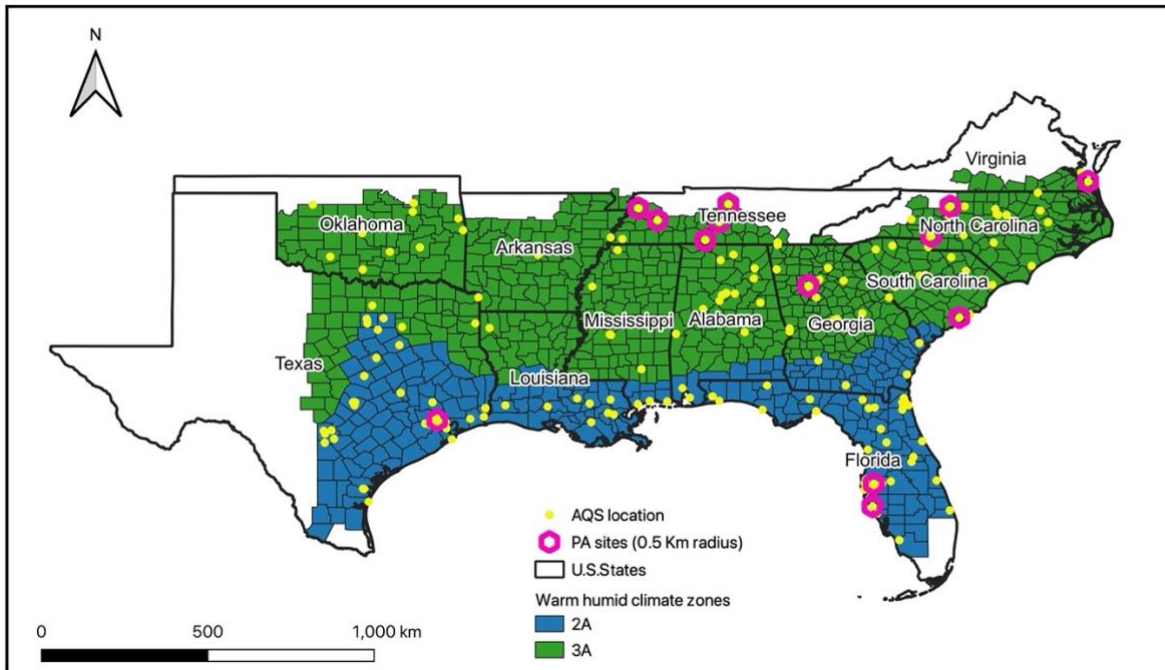 N
Virginia
Oklahoma
Tennessee
North Carolina
Arkansas
South Carolina
Mississippi
Alabama
Georgia
Texas
Louisiana
Florida
AQS location
PA sites (0.5 Km radius)
U.S.States
Warm humid climate zones
2A
3A
0
500
1,000 km